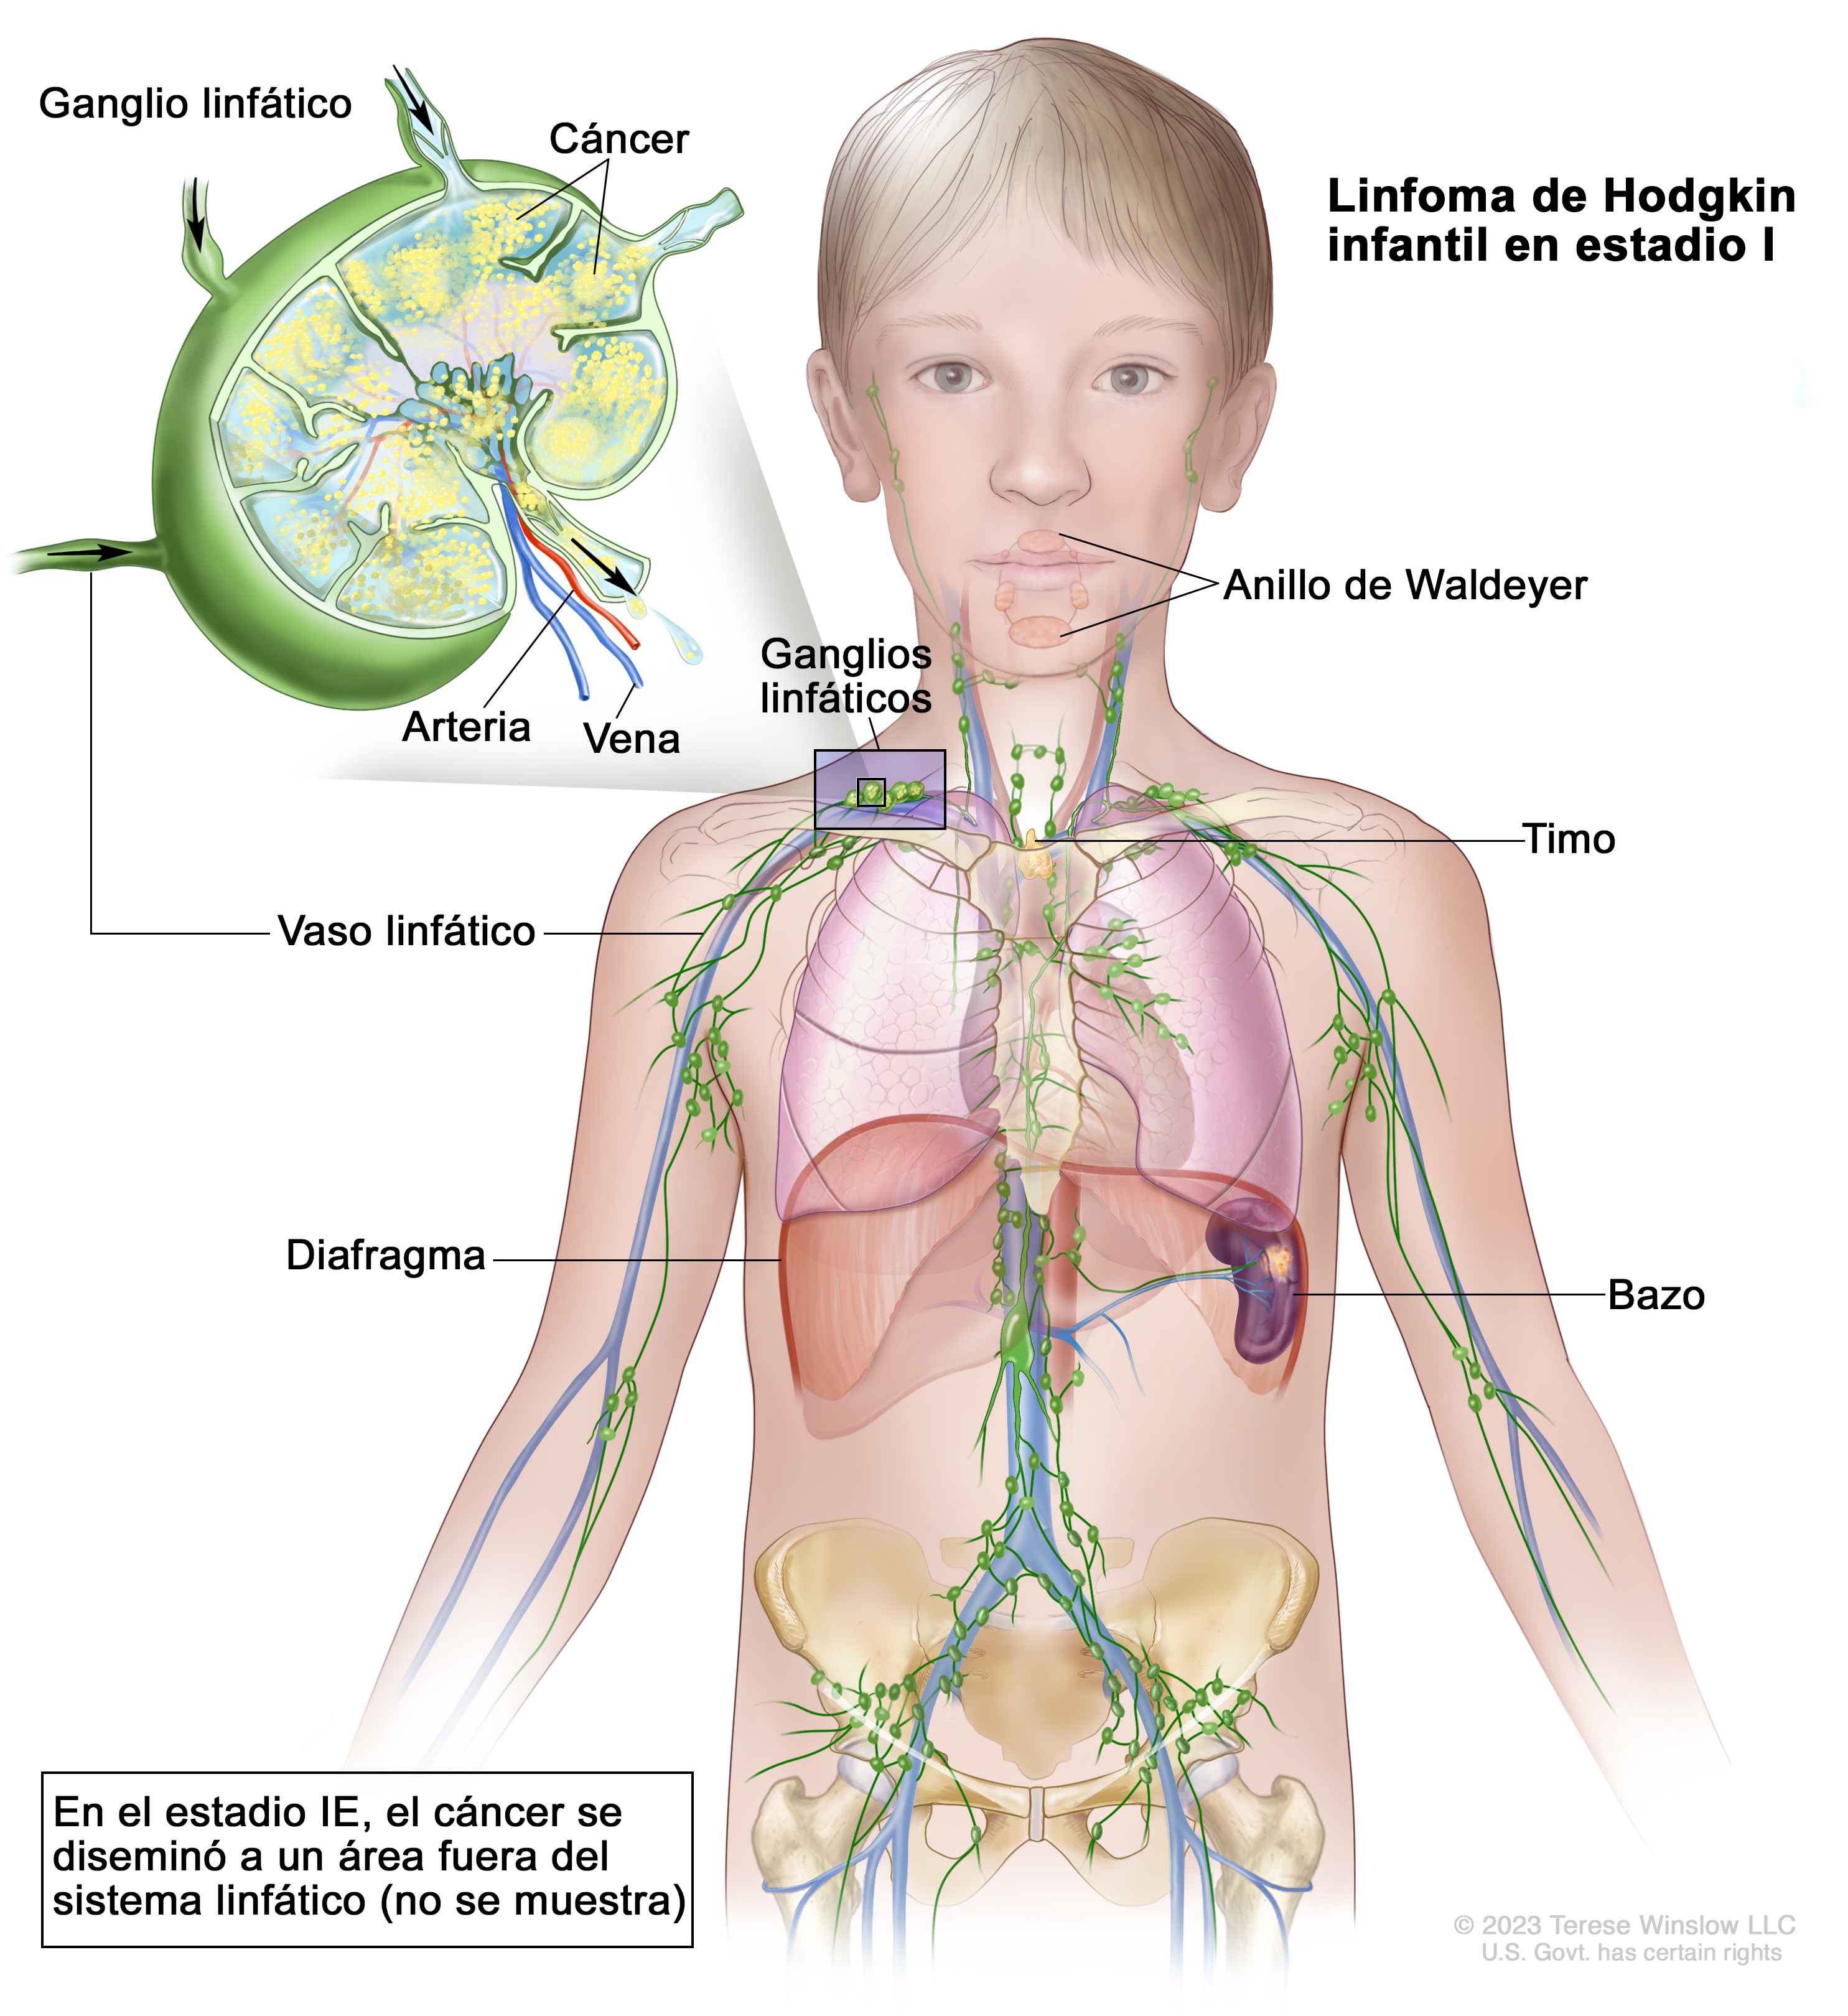 Ganglio linfático
Cáncer
Linfoma de Hodgkin
infantil en estadio I
Anillo de Waldeyer
Ganglios
linfáticos
Arteria
Vena
Timo
Vaso linfático
Diafragma
Bazo
En el estadio IE, el cáncer se
diseminó a un área fuera del
sistema linfático (no se muestra)
© 2023 Terese Winslow LLC
U.S. Govt. has certain rights